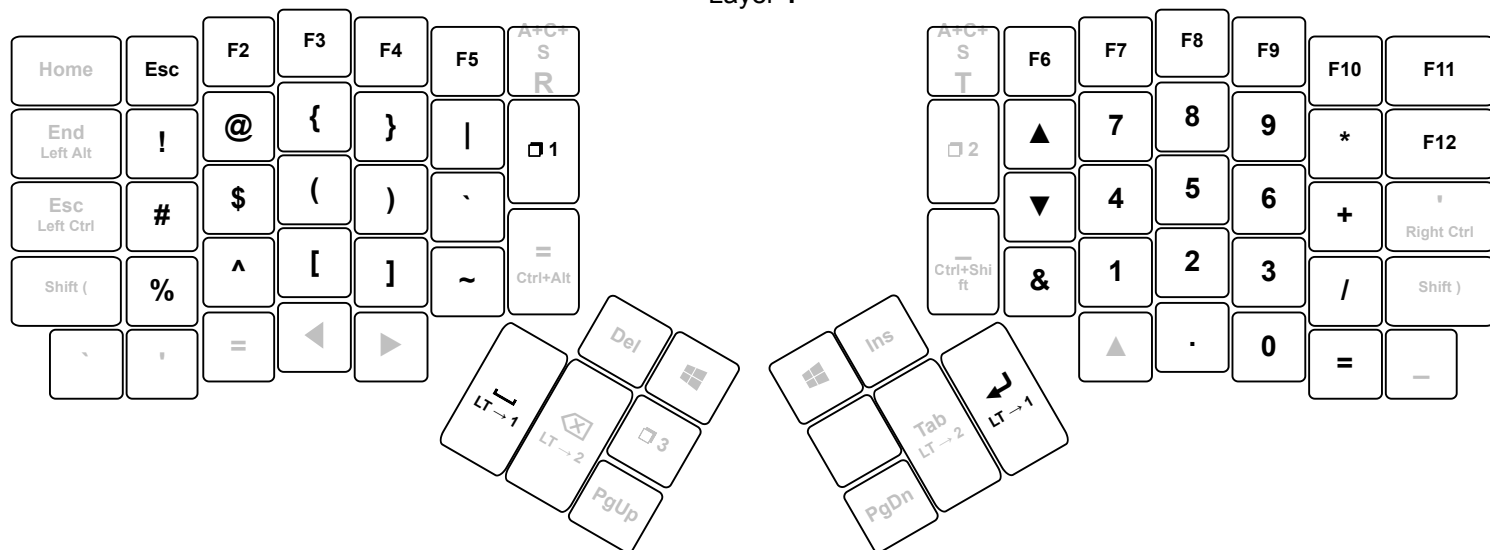 Layer 1
Home Esc F2 F3 F4 F5 A+C+
S
R
A+C+
S
T
F6 F7 F8 F9 F10 F11
End
Left Alt
! @ { } | 1
2 ▲ 7 8 9 * F12
Esc
Left Ctrl
# $ ( ) `
▼ 4 5 6 + '
Right Ctrl
Shift ( % ^ [ ] ~ =
Ctrl+Alt
_
Ctrl+Shi
ft
& 1 2 3 / Shift )
` ' = ◀ ▶
▲ . 0 = _
Del
LT → 1
LT → 2
3
PgUp
Ins
Tab
LT → 2
LT → 1
PgDn